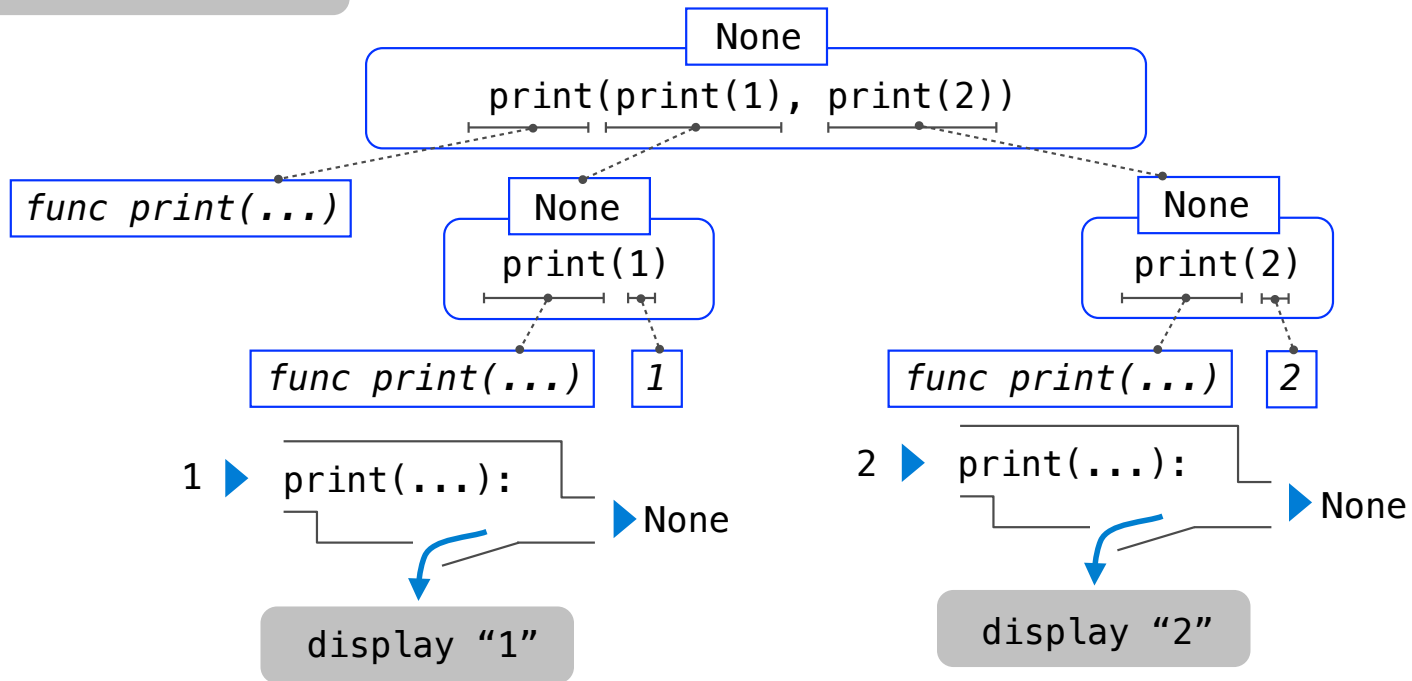 None
print(print(1), print(2))
func print(...)
None
None
print(1)
print(2)
func print(...)
1
func print(...)
2
1
print(...):
None
2
print(...):
None
display “1”
display “2”